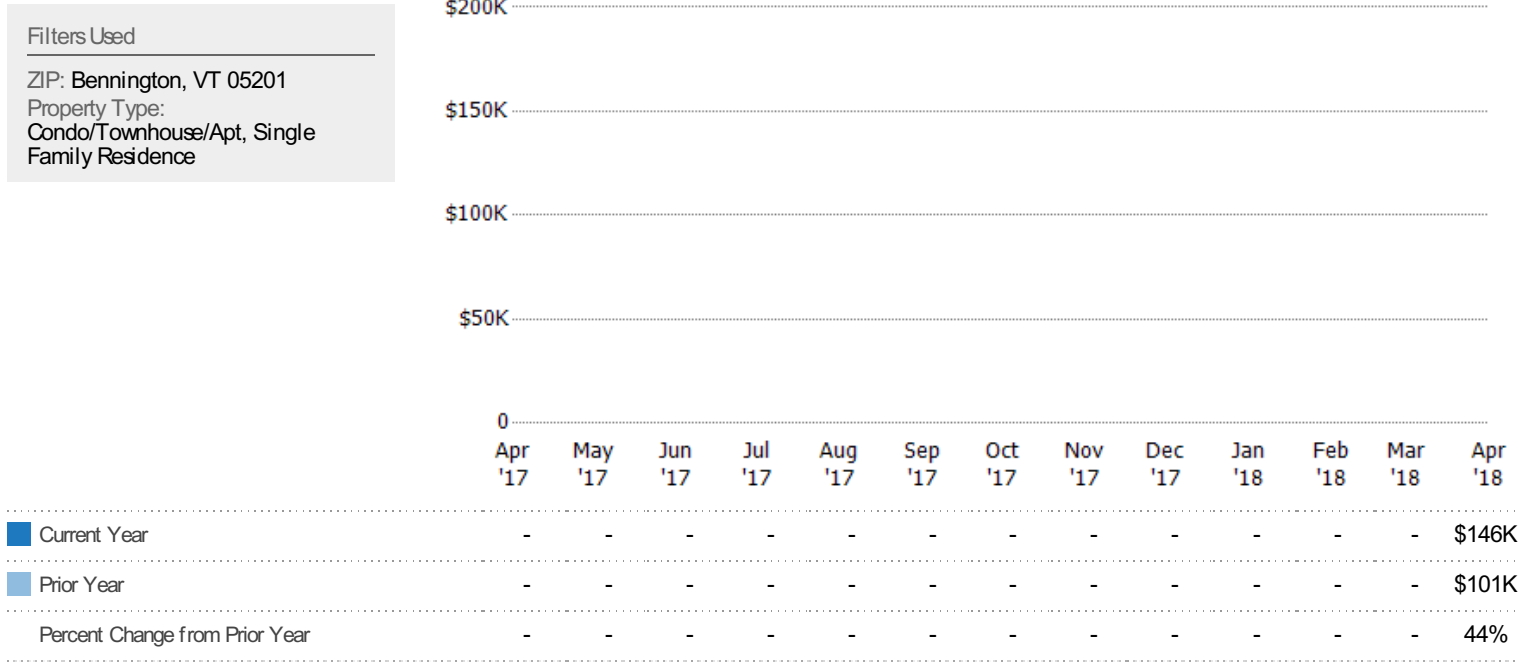 Filters Used
ZIP: Bennington, VT 05201
Property Type:
Condo/Townhouse/Apt, Single
Family Residence
$200K
$150K
$100K
$50K
0
Apr May Jun Jul Aug Sep Oct Nov Dec Jan Feb Mar Apr
'17 '17 '17 '17 '17 '17 '17 '17 '17 '18 '18 '18 '18
Current Year - - - - - - - - - - - - $146K
Prior Year - - - - - - - - - - - - $101K
Percent Change from Prior Year - - - - - - - - - - - - 44%